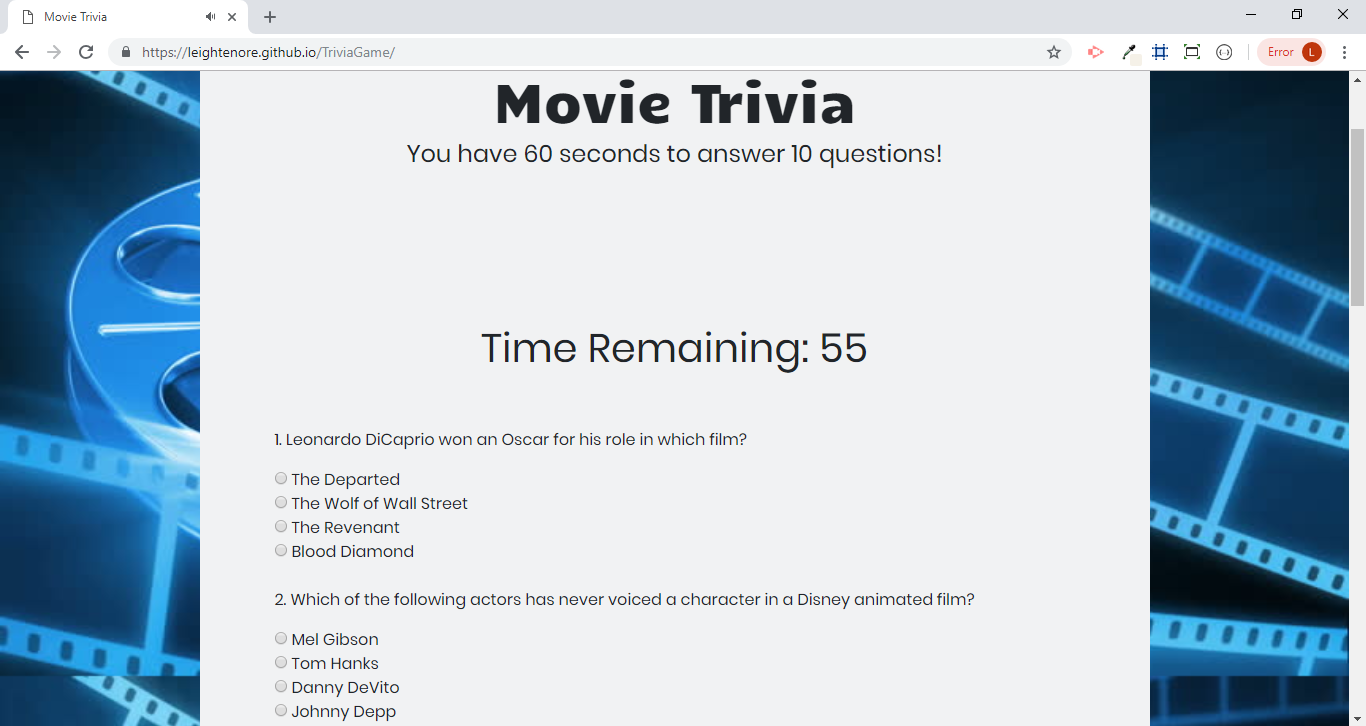 Movie Trivia
https://leightenore.github.io/TriviaGame/
Error L
Movie Trivia
You have 60 seconds to answer 10 questions!
Time Remaining: 55
1. Leonardo DiCaprio won an Oscar for his role in which film?
The Departed
The Wolf of Wall Street
The Revenant
Blood Diamond
2. Which of the following actors has never voiced a character in a Disney animated film?
Mel Gibson
Tom Hanks
Danny DeVito
Johnny Depp